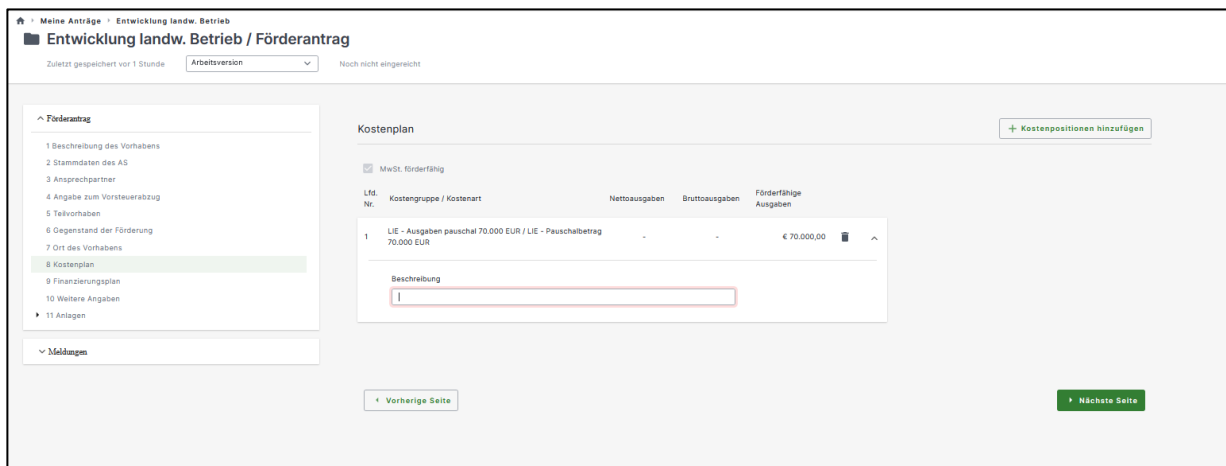 Meine Anträge › Entwicklung landw. Betrieb
Entwicklung landw. Betrieb / Förderantrag
Zuletzt gespeichert vor 1 Stunde Arbeitsversion Noch nicht eingereicht
Förderantrag
1 Beschreibung des Vorhabens
2 Stammdaten des AS
3 Ansprechpartner
4 Angabe zum Vorsteuerabzug
5 Teilvorhaben
6 Gegenstand der Förderung
7 Ort des Vorhabens
8 Kostenplan
9 Finanzierungsplan
10 Weitere Angaben
11 Anlagen
Meldungen
Kostenplan
+ Kostenpositionen hinzufügen
MwSt. förderfähig
Lfd. Nr. Kostengruppe / Kostenart Nettoausgaben Bruttoausgaben Förderfähige Ausgaben
1 LIE - Ausgaben pauschal 70.000 EUR / LIE - Pauschalbetrag - - € 70.000,00
70.000 EUR
Beschreibung
Vorherige Seite
Nächste Seite